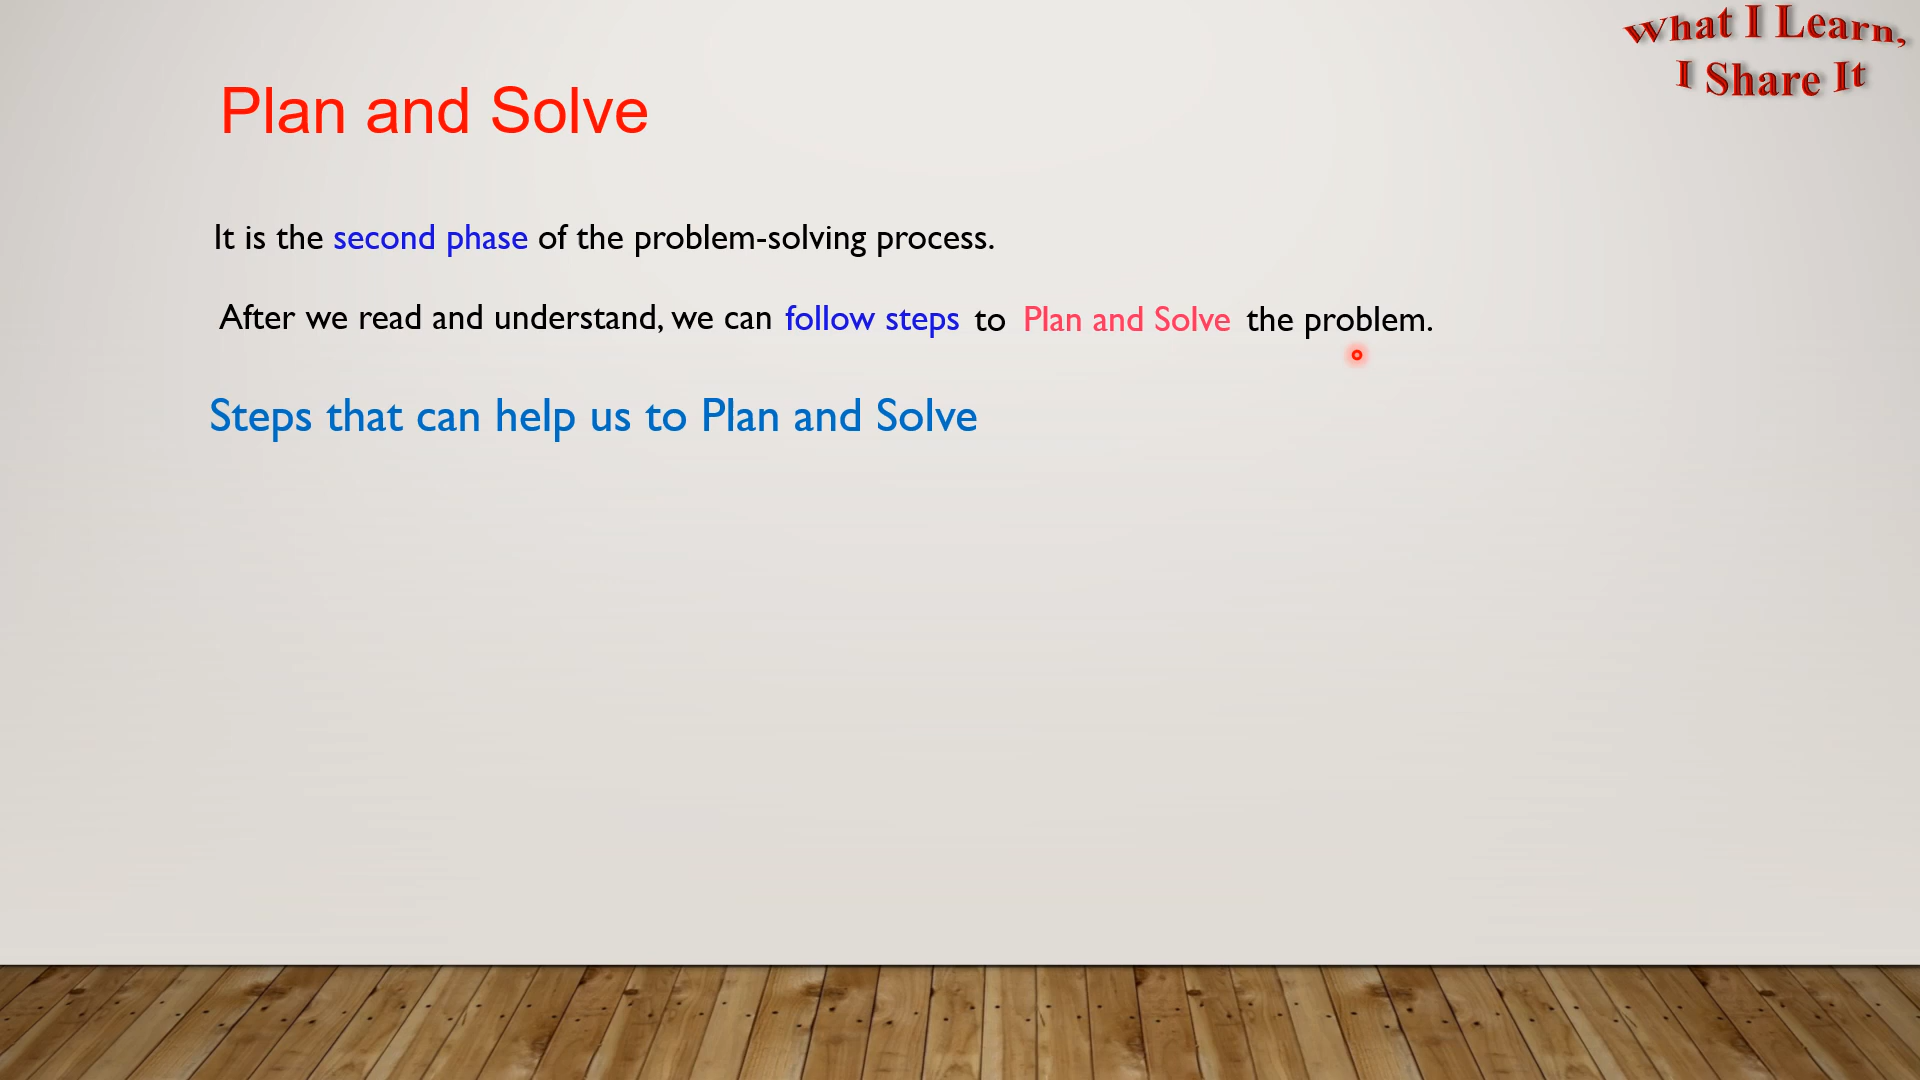 What I Learn,
I Share It
Plan and Solve
It is the second phase of the problem-solving process.
After we read and understand, we can follow steps to Plan and Solve the problem.
Steps that can help us to Plan and Solve